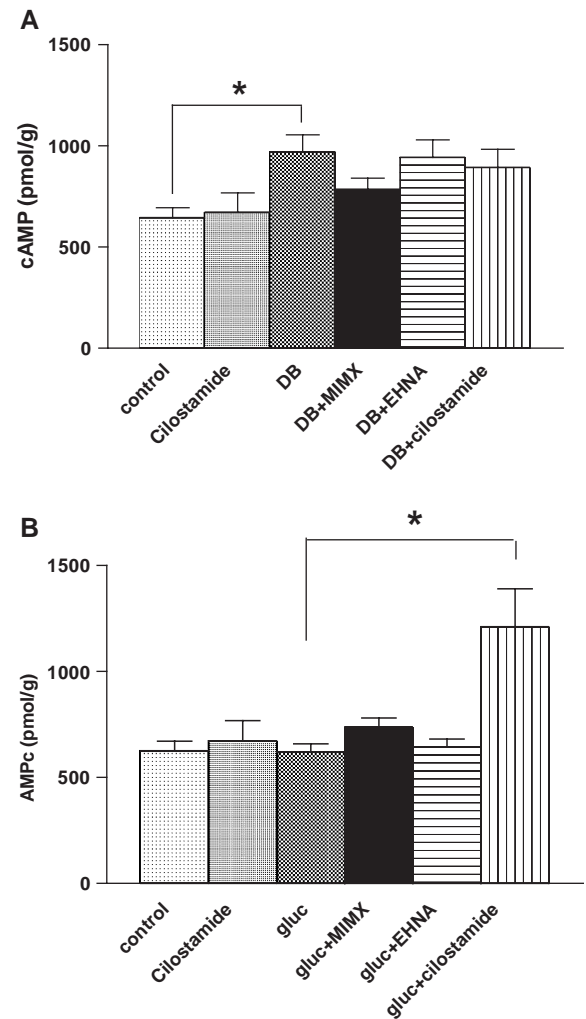 A
1500
*
1000
cAMP (pmol/g)
500
0
control
Cilostamide
DB
DB+MIMX
DB+EHNA
DB+cilostamide
B
*
1500
1000
AMPc (pmol/g)
500
0
control
Cilostamide
gluc
gluc+MIMX
gluc+EHNA
gluc+cilostamide